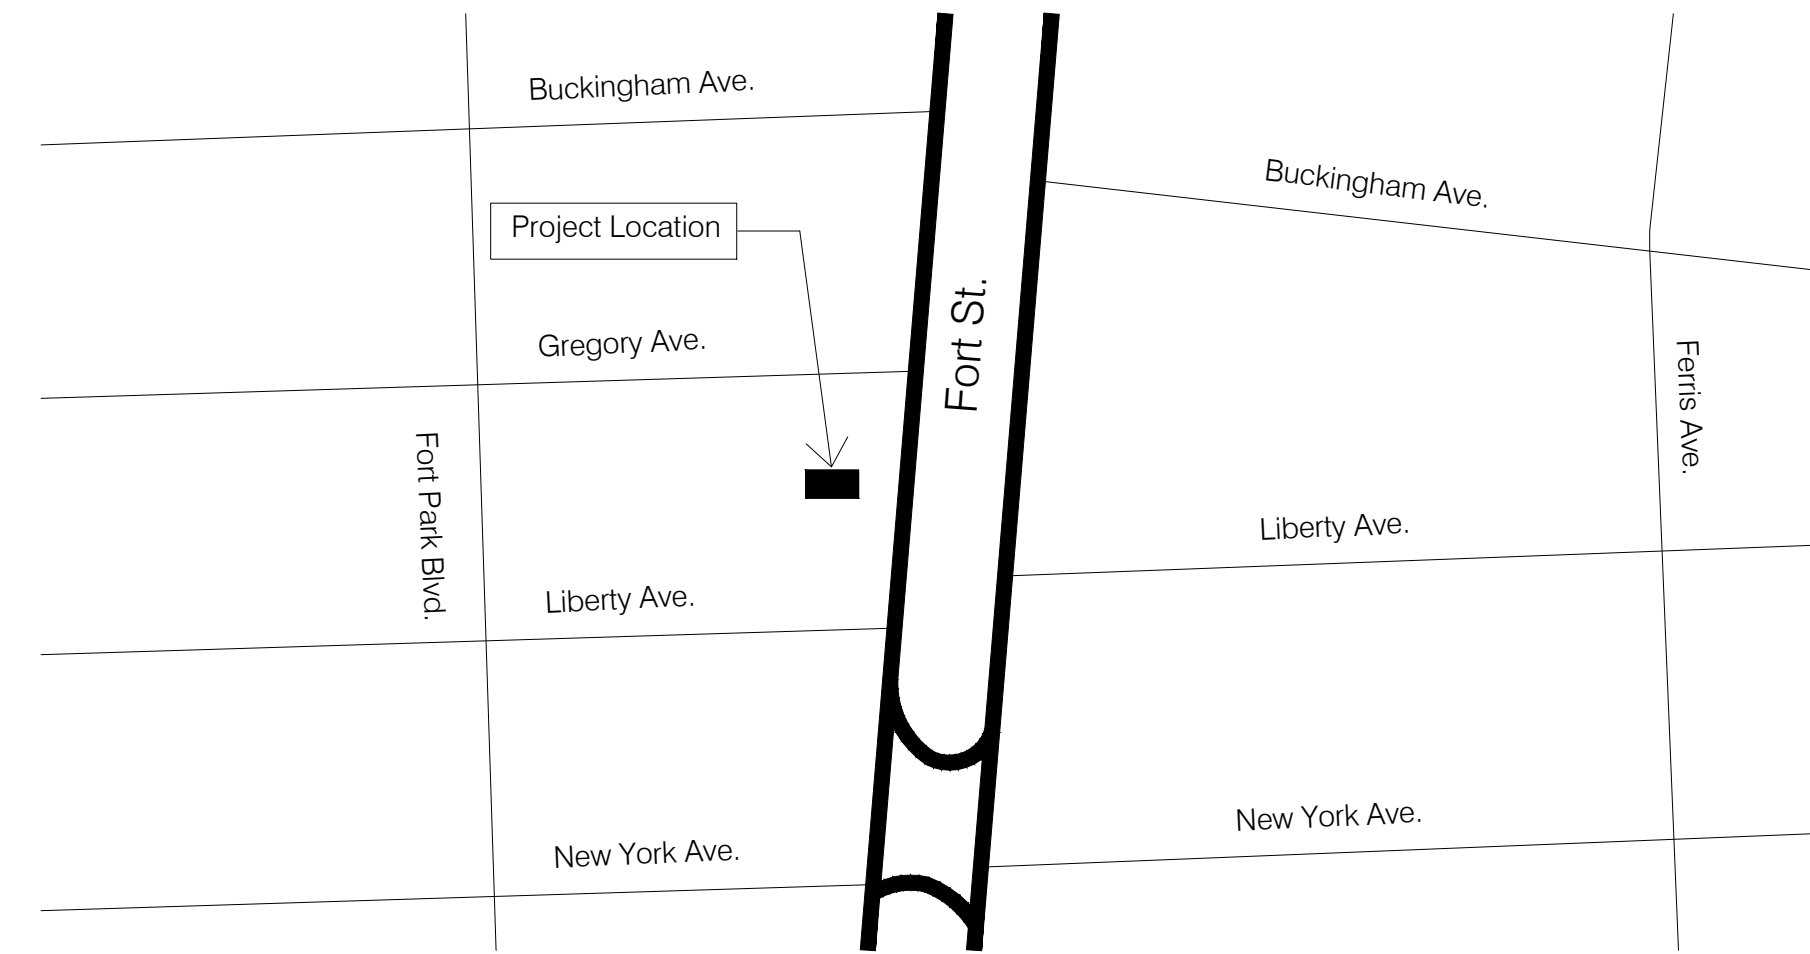 Buckingham Ave.
Buckingham Ave.
Project Location
Fort St.
Gregory Ave.
Ferris Ave.
Fort Park Blvd.
Liberty Ave.
Liberty Ave.
New York Ave.
New York Ave.